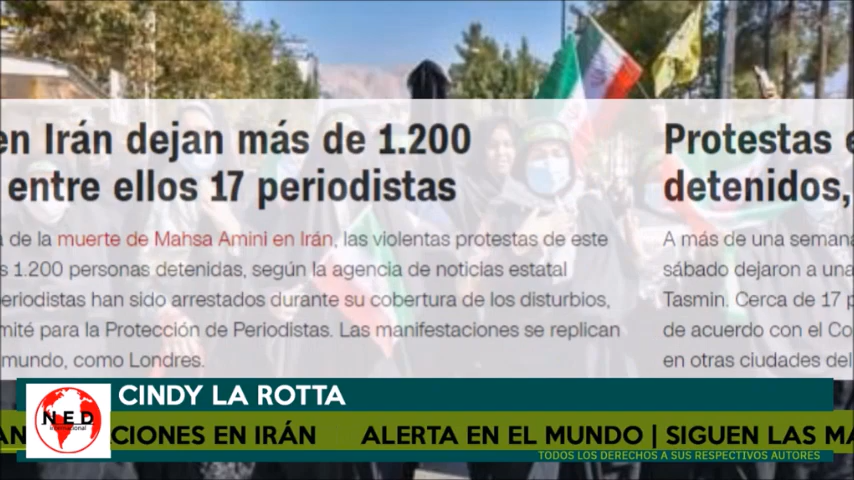 en Irán dejan más de 1.200
entre ellos 17 periodistas
a de la muerte de Mahsa Amini en Irán, las violentas protestas de este
s 1.200 personas detenidas, según la agencia de noticias estatal
eriodistas han sido arrestados durante su cobertura de los disturbios,
mité para la Protección de Periodistas. Las manifestaciones se replican
mundo, como Londres.
Protestas e
detenidos,
A más de una semana
sábado dejaron a una
Tasmin. Cerca de 17 p
de acuerdo con el Co
en otras ciudades del
CINDY LA ROTTA
NED
International
AN CIONES EN IRÁN ALERTA EN EL MUNDO | SIGUEN LAS MA
TODOS LOS DERECHOS A SUS RESPECTIVOS AUTORES